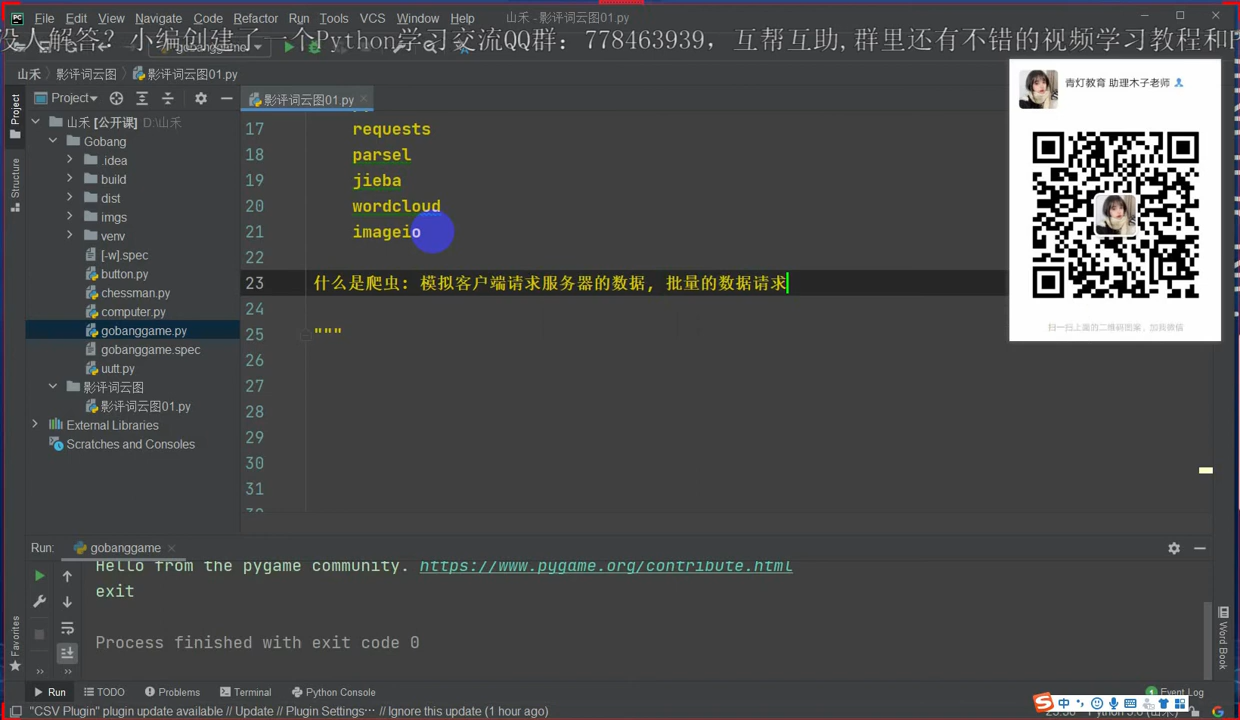 File Edit View Navigate Code Refactor Run Tools VCS Window Help 山禾 - 影评词云图01.py
没人解答？小编创建了一个Python学习交流QQ群：778463939，互帮互助,群里还有不错的视频学习教程和P
gobanggame
山禾 影评词云图 影评词云图01.py
Project
影评词云图01.py
山禾 [公开课] D:\山禾
Gobang
.idea
build
dist
imgs
venv
[-w].spec
button.py
chessman.py
computer.py
gobanggame.py
gobanggame.spec
uutt.py
影评词云图
影评词云图01.py
External Libraries
Scratches and Consoles
Project
Structure
Favorites
17 requests
18 parsel
19 jieba
20 wordcloud
21 imageio
22
23 什么是爬虫: 模拟客户端请求服务器的数据, 批量的数据请求
24
25 """
26
27
28
29
30
31
青灯教育 助理木子老师
扫一扫上面的二维码图案，加我微信
Run: gobanggame
Hello from the pygame community. https://www.pygame.org/contribute.html
exit
Process finished with exit code 0
Word Book
Run TODO Problems Terminal Python Console 1 Event Log
"CSV Plugin" plugin update available // Update // Plugin Settings... // Ignore this update (1 hour ago)
中